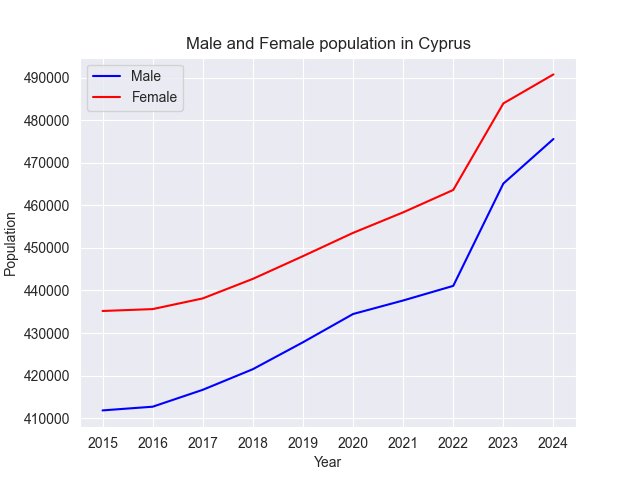 Male and Female population in Cyprus
Male
Female
490000
480000
470000
460000
450000
440000
430000
420000
410000
Population
2015 2016 2017 2018 2019 2020 2021 2022 2023 2024
Year